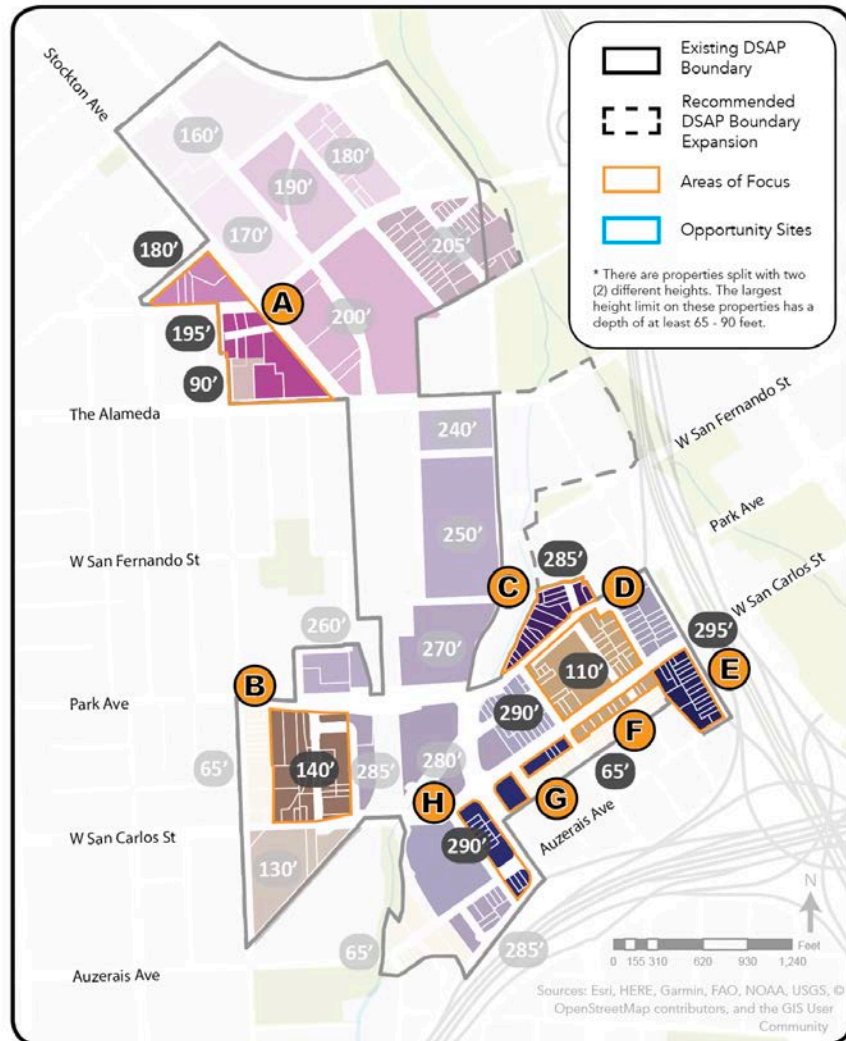 Existing DSAP
Boundary
Recommended
DSAP Boundary
Expansion
Areas of Focus
Opportunity Sites
* There are properties split with two
(2) different heights. The largest
height limit on these properties has a
depth of at least 65 - 90 feet.
Stockton Ave
160'
180'
190'
170'
205'
180'
A
200'
195'
90'
The Alameda
240'
W San Fernando St
250'
Park Ave
W San Fernando St
W San Carlos St
285'
C
D
295'
260'
270'
E
B
110'
Park Ave
290'
F
65'
140'
285'
280'
65'
H
G
Auzerais Ave
W San Carlos St
290'
130'
N
65'
285'
Auzerais Ave
Feet
0 155 310 620 930 1,240
Sources: Esri, HERE, Garmin, FAO, NOAA, USGS, ©
OpenStreetMap contributors, and the GIS User
Community